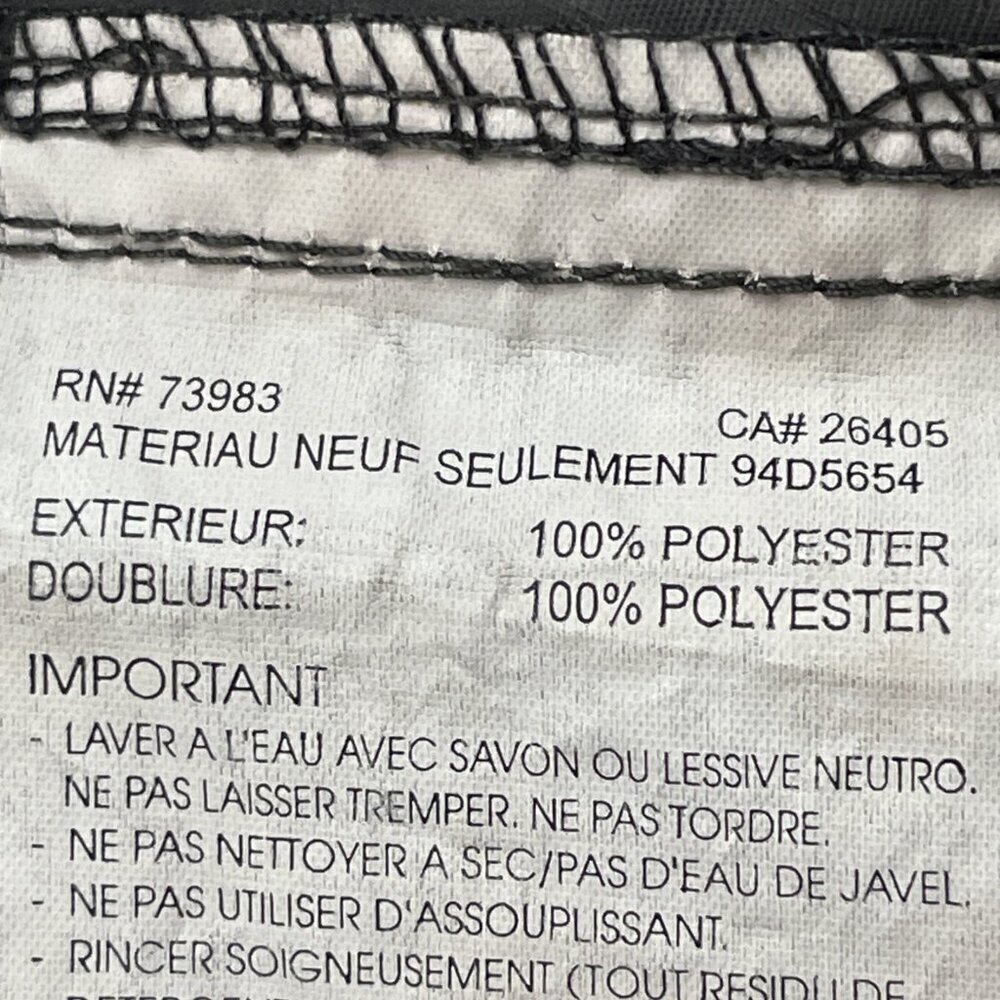 RN# 73983 CA# 26405
MATERIAU NEUF SEULEMENT 94D5654
EXTERIEUR: 100% POLYESTER
DOUBLURE: 100% POLYESTER
IMPORTANT
- LAVER A L'EAU AVEC SAVON OU LESSIVE NEUTRO.
NE PAS LAISSER TREMPER. NE PAS TORDRE.
- NE PAS NETTOYER A SEC/PAS D'EAU DE JAVEL.
- NE PAS UTILISER D'ASSOUPLISSANT.
- RINCER SOIGNEUSEMENT (TOUT RESIDU DE